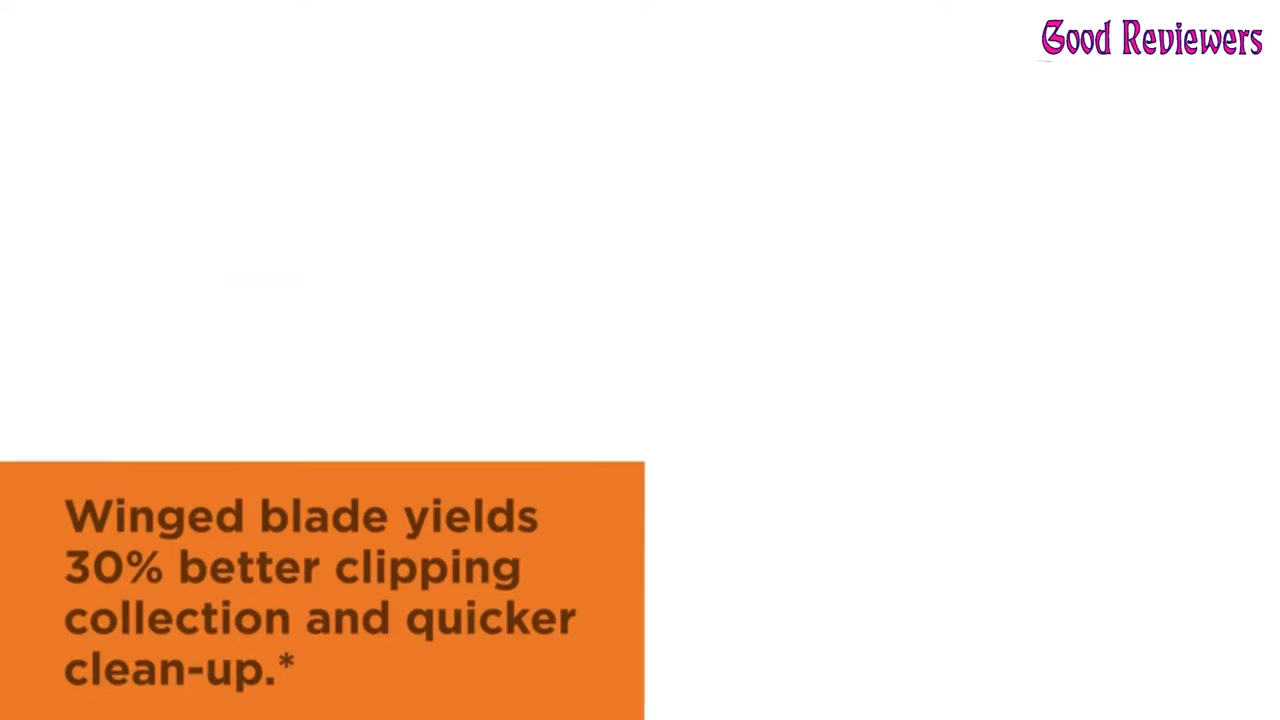 Good Reviewers
Winged blade yields
30% better clipping
collection and quicker
clean-up.*